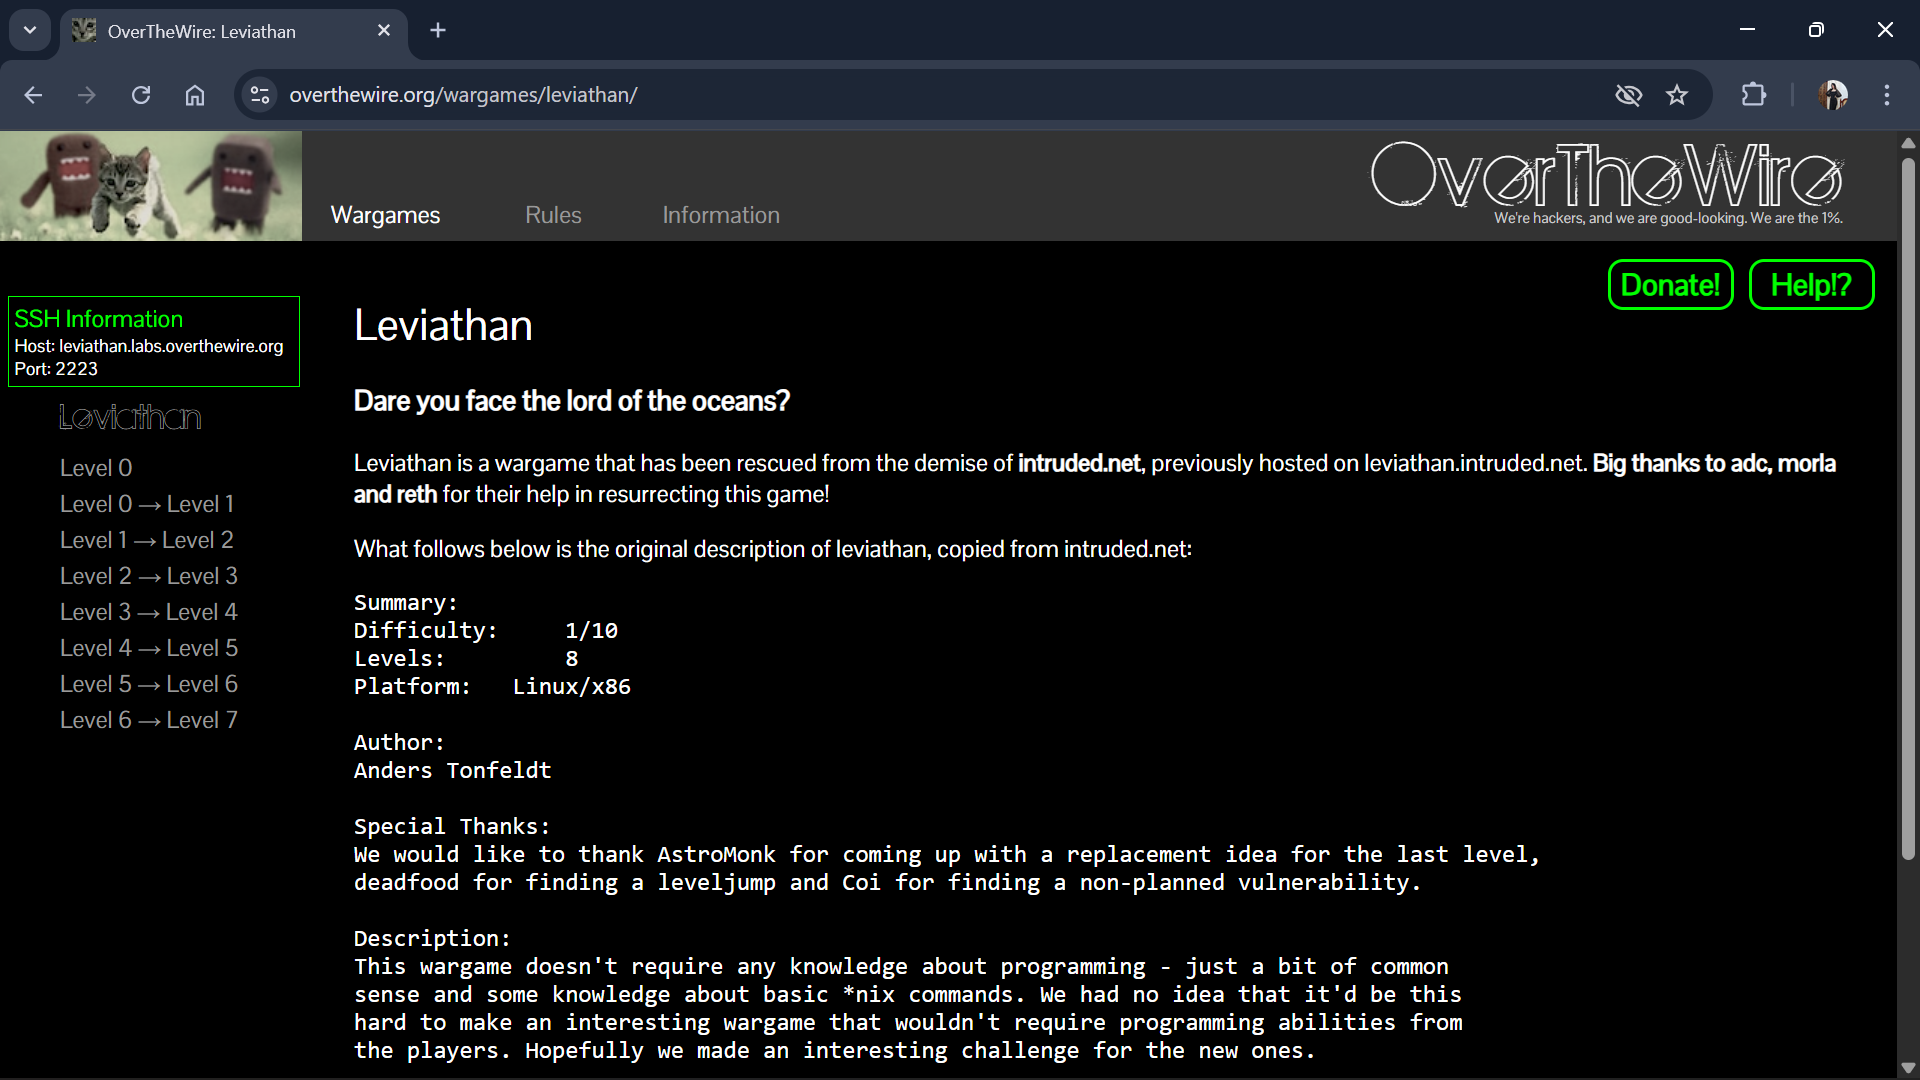 OverTheWire: Leviathan
overthewire.org/wargames/leviathan/
Wargames Rules Information
OverTheWire
We're hackers, and we are good-looking. We are the 1%.
Donate! Help!?
SSH Information
Host: leviathan.labs.overthewire.org
Port: 2223
Leviathan
Level 0
Level 0 → Level 1
Level 1 → Level 2
Level 2 → Level 3
Level 3 → Level 4
Level 4 → Level 5
Level 5 → Level 6
Level 6 → Level 7
Leviathan
Dare you face the lord of the oceans?
Leviathan is a wargame that has been rescued from the demise of intruded.net, previously hosted on leviathan.intruded.net. Big thanks to adc, morla
and reth for their help in resurrecting this game!
What follows below is the original description of leviathan, copied from intruded.net:
Summary:
Difficulty: 1/10
Levels: 8
Platform: Linux/x86
Author:
Anders Tonfeldt
Special Thanks:
We would like to thank AstroMonk for coming up with a replacement idea for the last level,
deadfood for finding a leveljump and Coi for finding a non-planned vulnerability.
Description:
This wargame doesn't require any knowledge about programming - just a bit of common
sense and some knowledge about basic *nix commands. We had no idea that it'd be this
hard to make an interesting wargame that wouldn't require programming abilities from
the players. Hopefully we made an interesting challenge for the new ones.